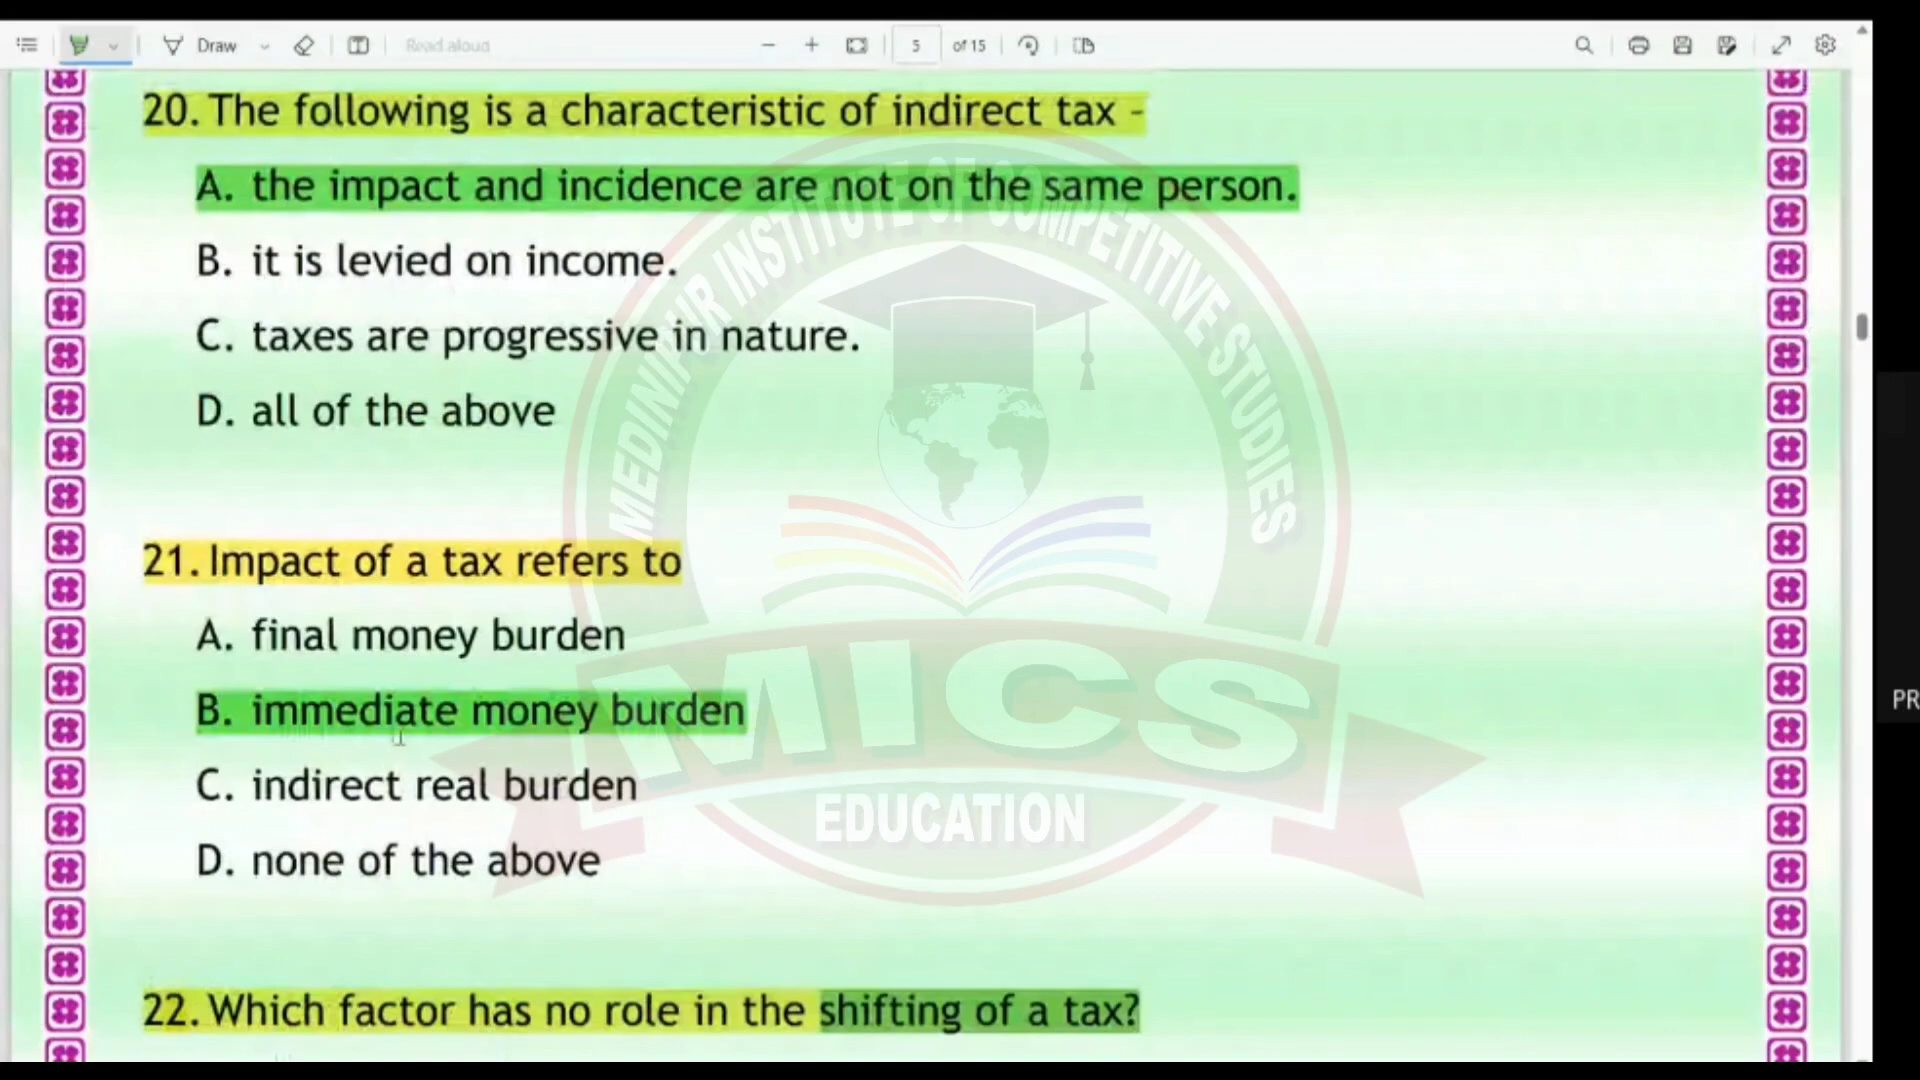 Draw
Read aloud
5 of 15
20. The following is a characteristic of indirect tax -
A. the impact and incidence are not on the same person.
B. it is levied on income.
C. taxes are progressive in nature.
D. all of the above
21. Impact of a tax refers to
A. final money burden
B. immediate money burden
C. indirect real burden
D. none of the above
22. Which factor has no role in the shifting of a tax?
MEDINIPUR INSTITUTE OF COMPETITIVE STUDIES
MICS
EDUCATION
PR